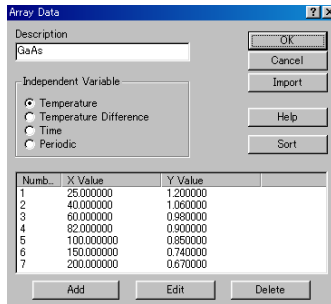 Array Data
Description
GaAs
OK
Cancel
Import
Help
Sort
Independent Variable
Temperature
Temperature Difference
Time
Periodic
Numb... X Value Y Value
1 25.000000 1.200000
2 40.000000 1.060000
3 60.000000 0.980000
4 82.000000 0.900000
5 100.000000 0.850000
6 150.000000 0.740000
7 200.000000 0.670000
Add Edit Delete